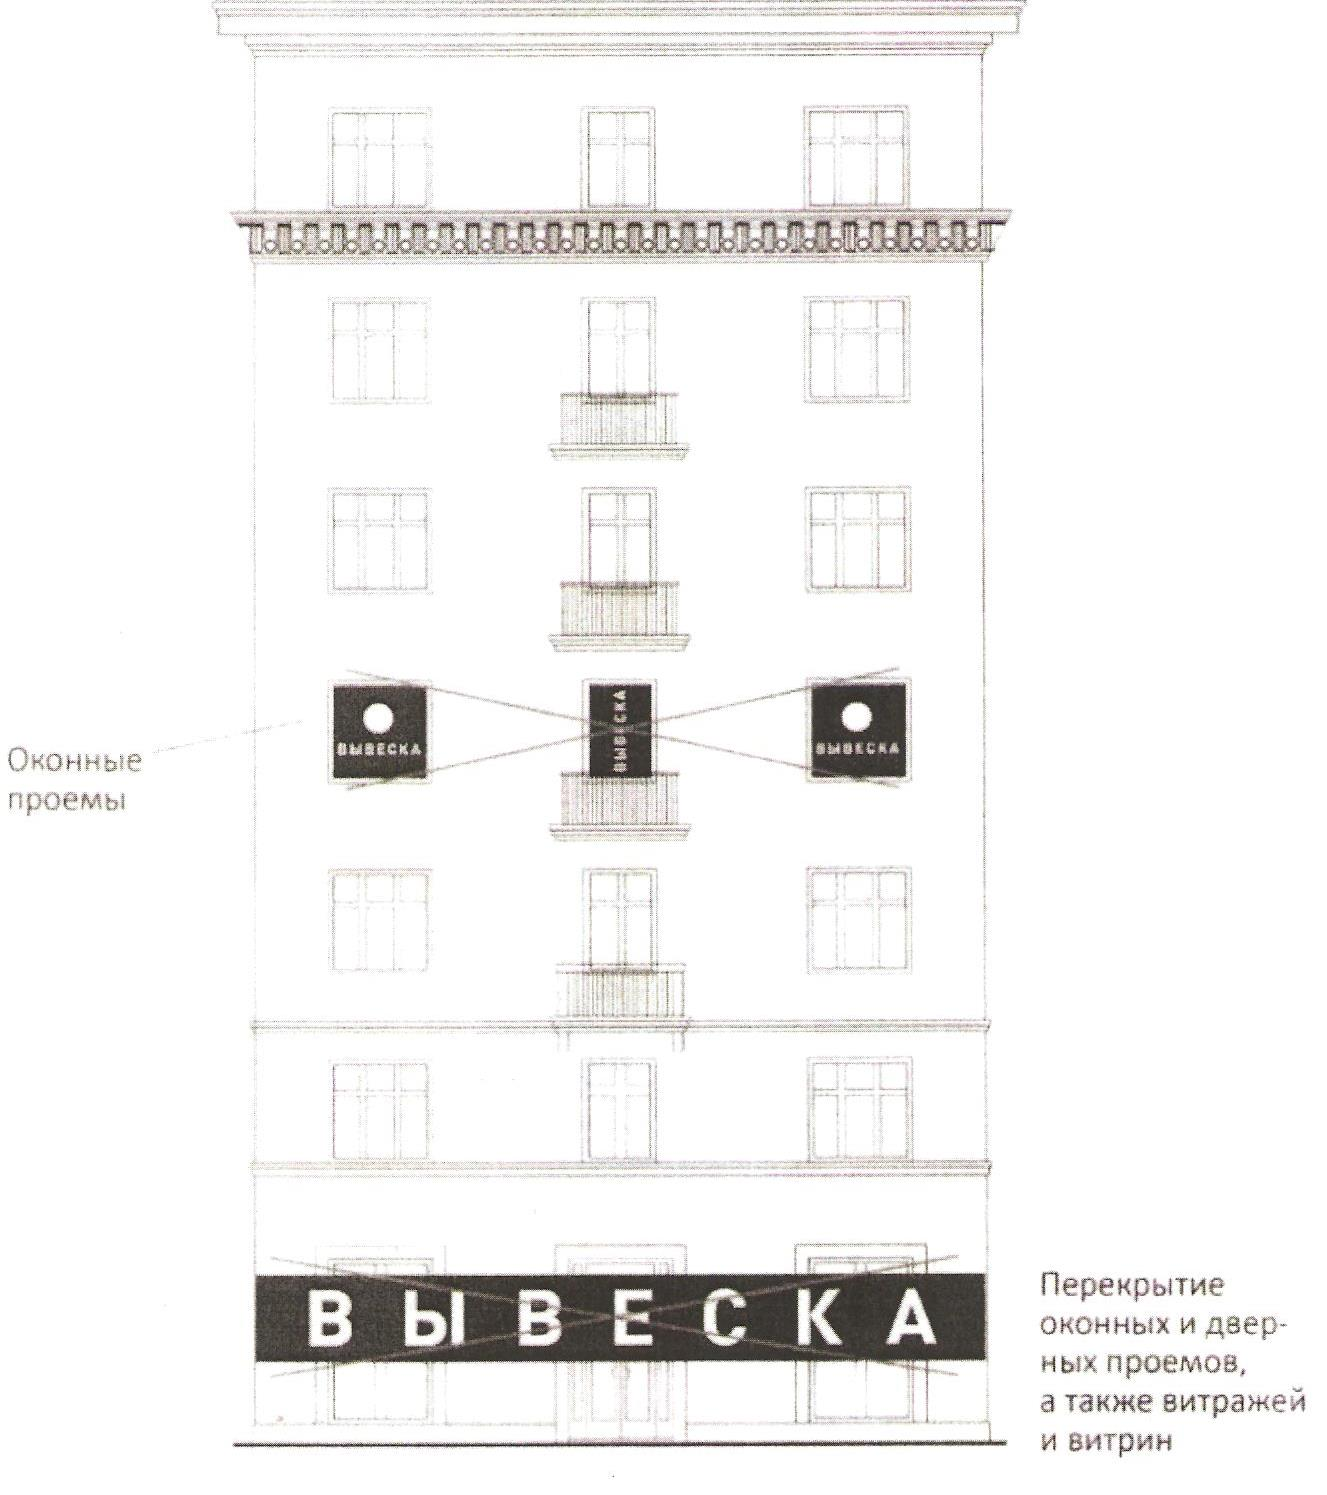 ВЫВЕСКА
ВЫВЕСКА
ВЫВЕСКА
Оконные
проемы
ВЫВЕСКА
Перекрытие
оконных и двер-
ных проемов,
а также витражей
и витрин